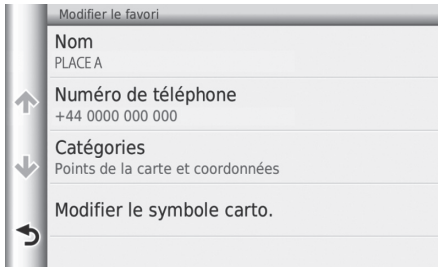 Modifier le favori
Nom
PLACE A
Numéro de téléphone
+44 0000 000 000
Catégories
Points de la carte et coordonnées
Modifier le symbole carto.